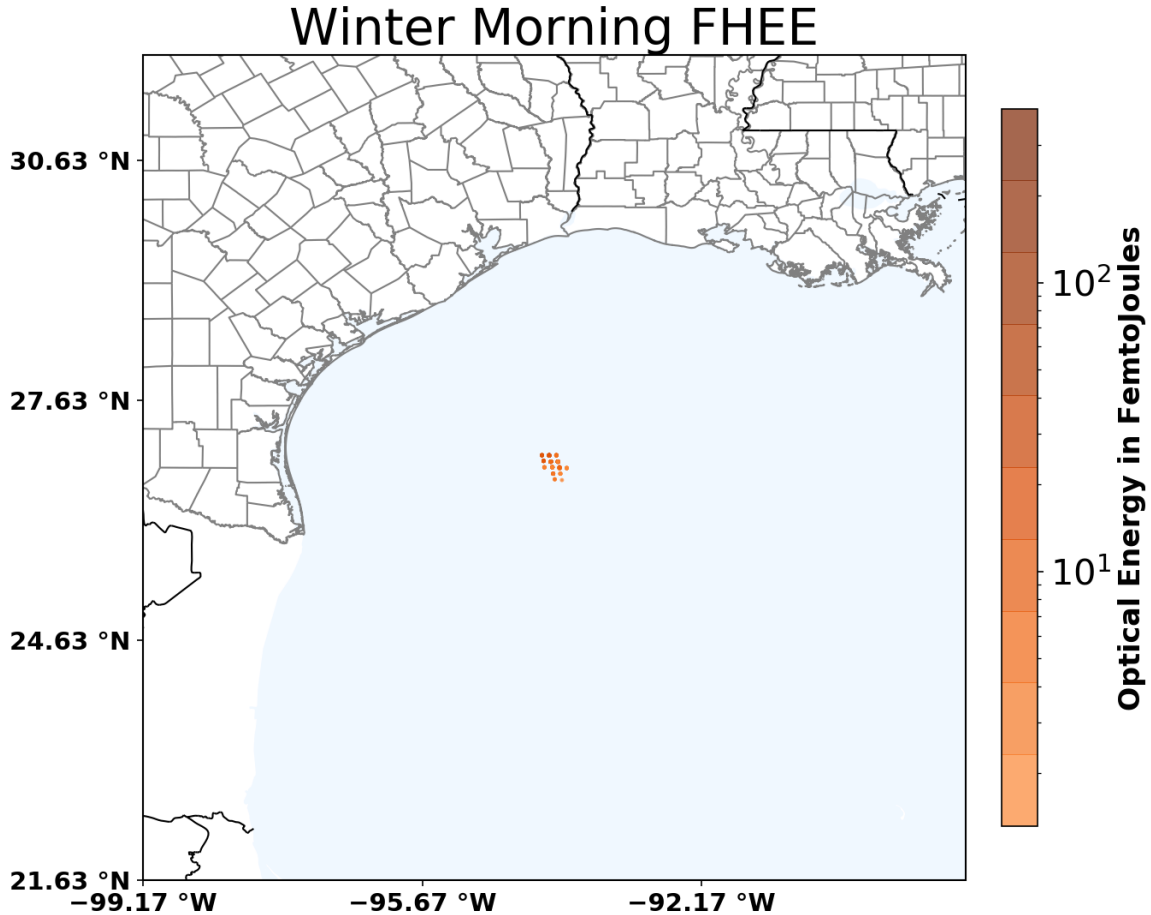 Winter Morning FHEE
30.63 °N
27.63 °N
24.63 °N
21.63 °N
−99.17 °W
−95.67 °W
−92.17 °W
10²
10¹
Optical Energy in FemtoJoules